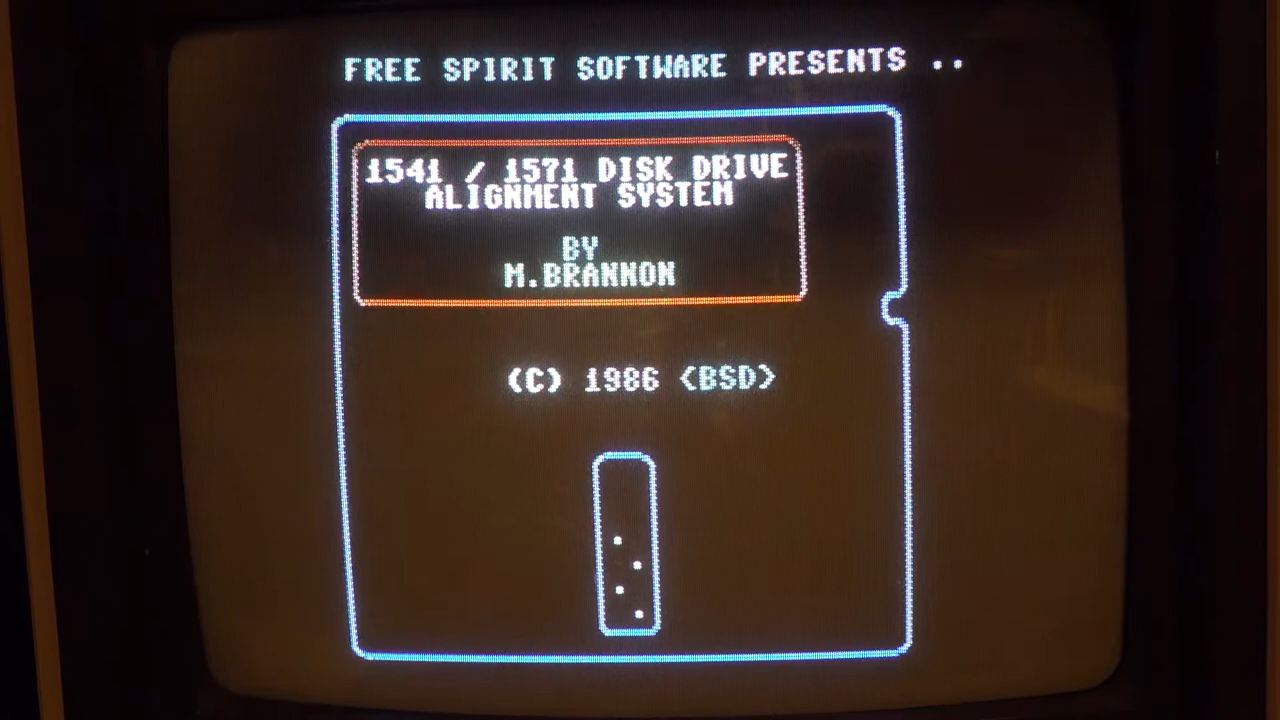 FREE SPIRIT SOFTWARE PRESENTS ..
1541 / 1571 DISK DRIVE
ALIGNMENT SYSTEM
BY
M.BRANNON
(C) 1986 <BSD>